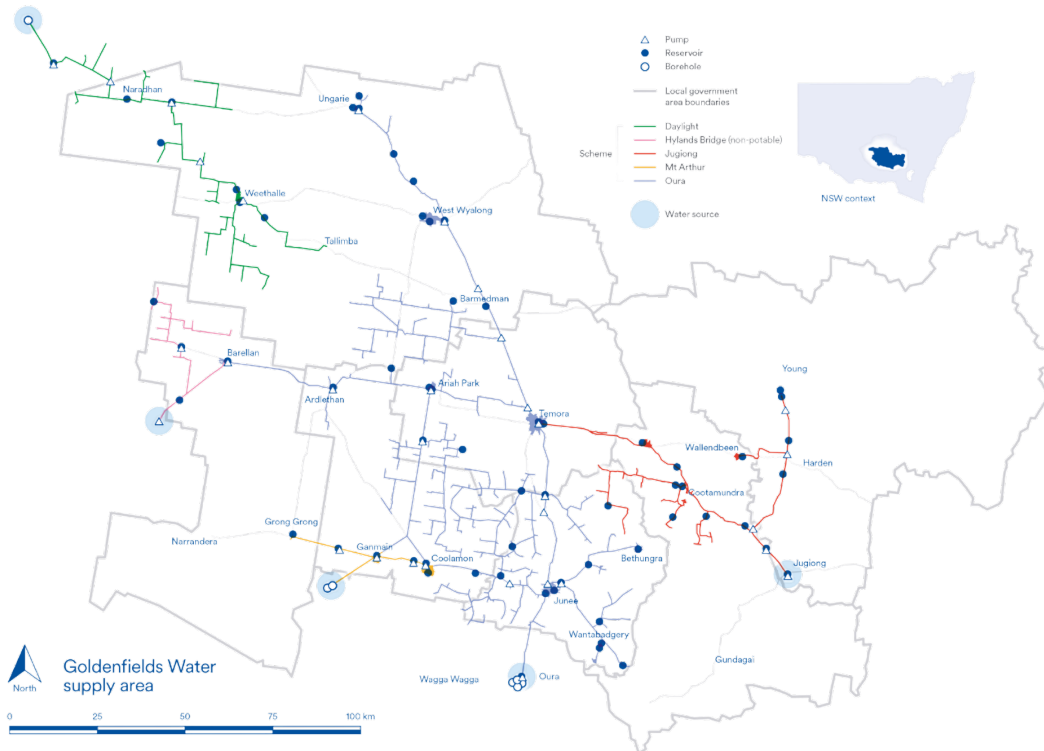 Pump
Reservoir
Borehole
Local government
area boundaries
Scheme
Daylight
Hylands Bridge (non-potable)
Jugiong
Mt Arthur
Oura
Water source
NSW context
Naradhan
Ungarie
Weethalle
West Wyalong
Tallimba
Barmedman
Barellan
Ardlethan
Ariah Park
Temora
Young
Wallendbeen
Harden
Cootamundra
Grong Grong
Narrandera
Ganmain
Coolamon
Bethungra
Jugiong
Junee
Wantabadgery
Gundagai
Wagga Wagga
Oura
North
Goldenfields Water
supply area
0 25 50 75 100 km